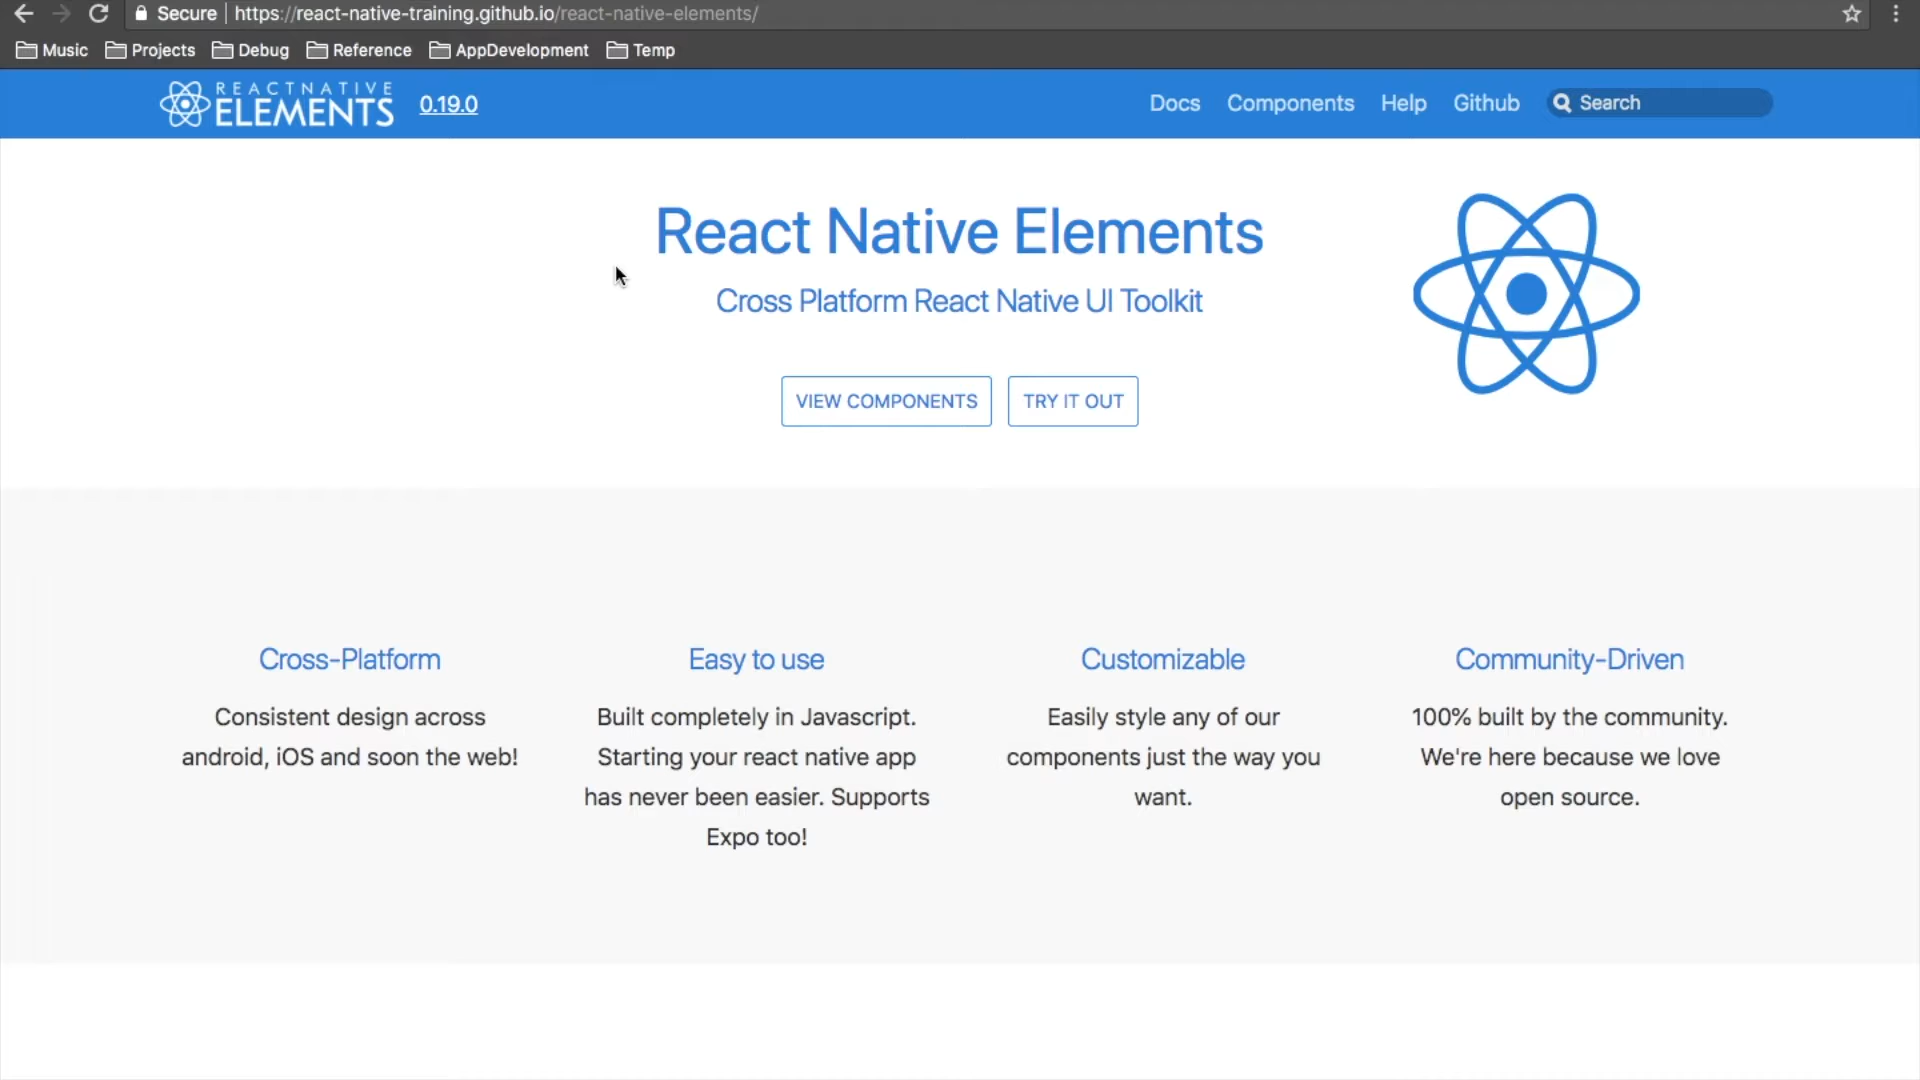 Secure | https://react-native-training.github.io/react-native-elements/
Music Projects Debug Reference AppDevelopment Temp
REACT NATIVE
ELEMENTS
0.19.0
Docs Components Help Github Search
React Native Elements
Cross Platform React Native UI Toolkit
VIEW COMPONENTS TRY IT OUT
Cross-Platform
Consistent design across
android, iOS and soon the web!
Easy to use
Built completely in Javascript.
Starting your react native app
has never been easier. Supports
Expo too!
Customizable
Easily style any of our
components just the way you
want.
Community-Driven
100% built by the community.
We're here because we love
open source.